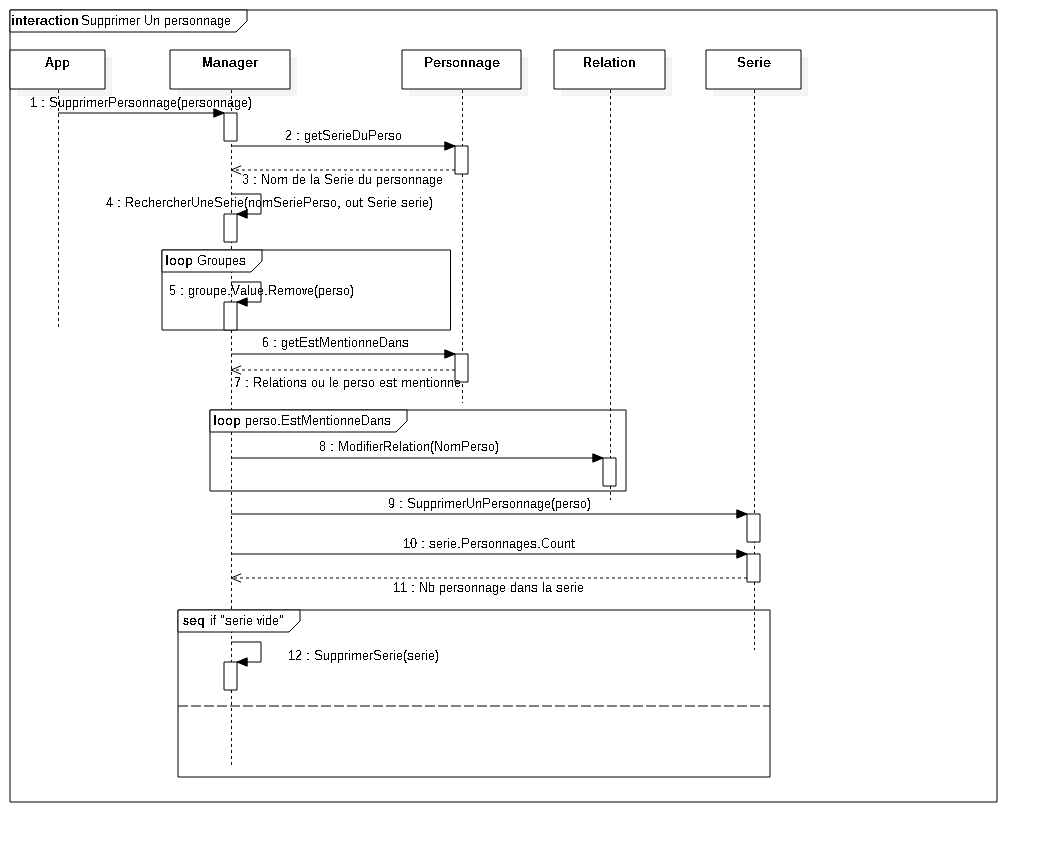 interaction Supprimer Un personnage
App
Manager
Personnage
Relation
Serie
1 : SupprimerPersonnage(personnage)
2 : getSerieDuPerso
3 : Nom de la Serie du personnage
4 : RechercherUneSerie(nomSeriePerso, out Serie serie)
loop Groupes
5 : groupe.Value.Remove(perso)
6 : getEstMentionneDans
7 : Relations ou le perso est mentionne
loop perso.EstMentionneDans
8 : ModifierRelation(NomPerso)
9 : SupprimerUnPersonnage(perso)
10 : serie.Personnages.Count
11 : Nb personnage dans la serie
seq if "serie vide"
12 : SupprimerSerie(serie)